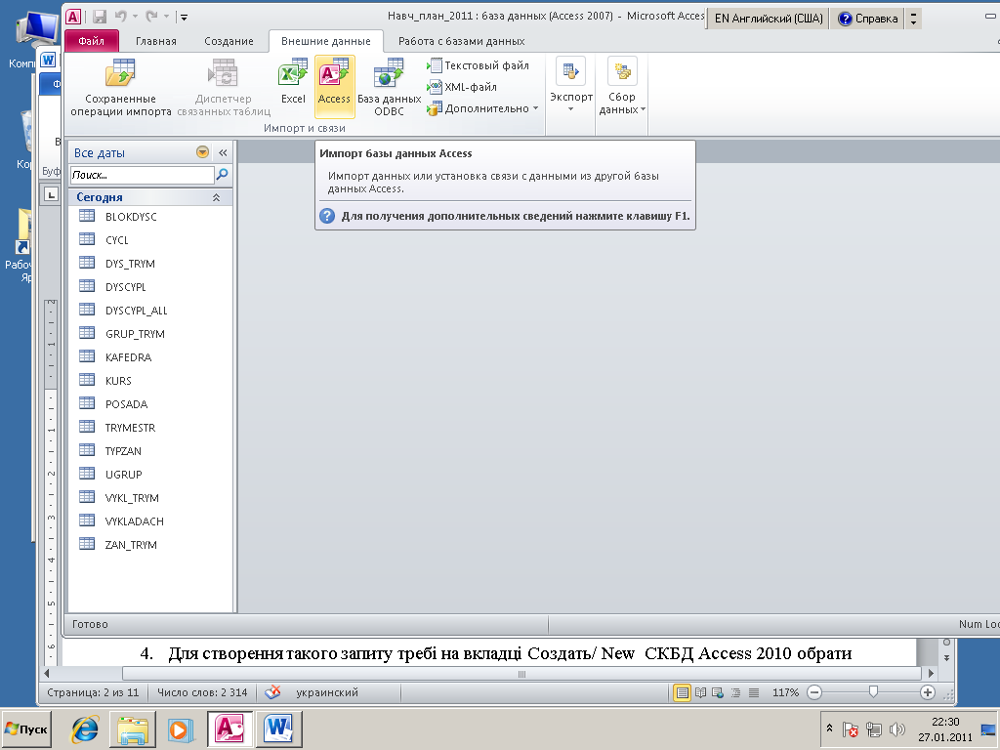 Навч_план_2011 : база данных (Access 2007) - Microsoft Acces
EN Английский (США)
Справка
Файл
Главная
Создание
Внешние данные
Работа с базами данных
Сохраненные
операции импорта
Диспетчер
связанных таблиц
Excel
Access
База данных
ODBC
Текстовый файл
XML-файл
Дополнительно
Экспорт
Сбор
данных
Импорт и связи
Импорт базы данных Access
Импорт данных или установка связи с данными из другой базы
данных Access.
Для получения дополнительных сведений нажмите клавишу F1.
Все даты
Поиск...
Сегодня
BLOKDYSC
CYCL
DYS_TRYM
DYSCYPL
DYSCYPL_ALL
GRUP_TRYM
KAFEDRA
KURS
POSADA
TRYMESTR
TYPZAN
UGRUP
VYKL_TRYM
VYKLADACH
ZAN_TRYM
Готово
Num Loc
4. Для створення такого запиту требі на вкладці Создать/ New СКБД Access 2010 обрати
Страница: 2 из 11
Число слов: 2 314
украинский
117%
Пуск
22:30
27.01.2011